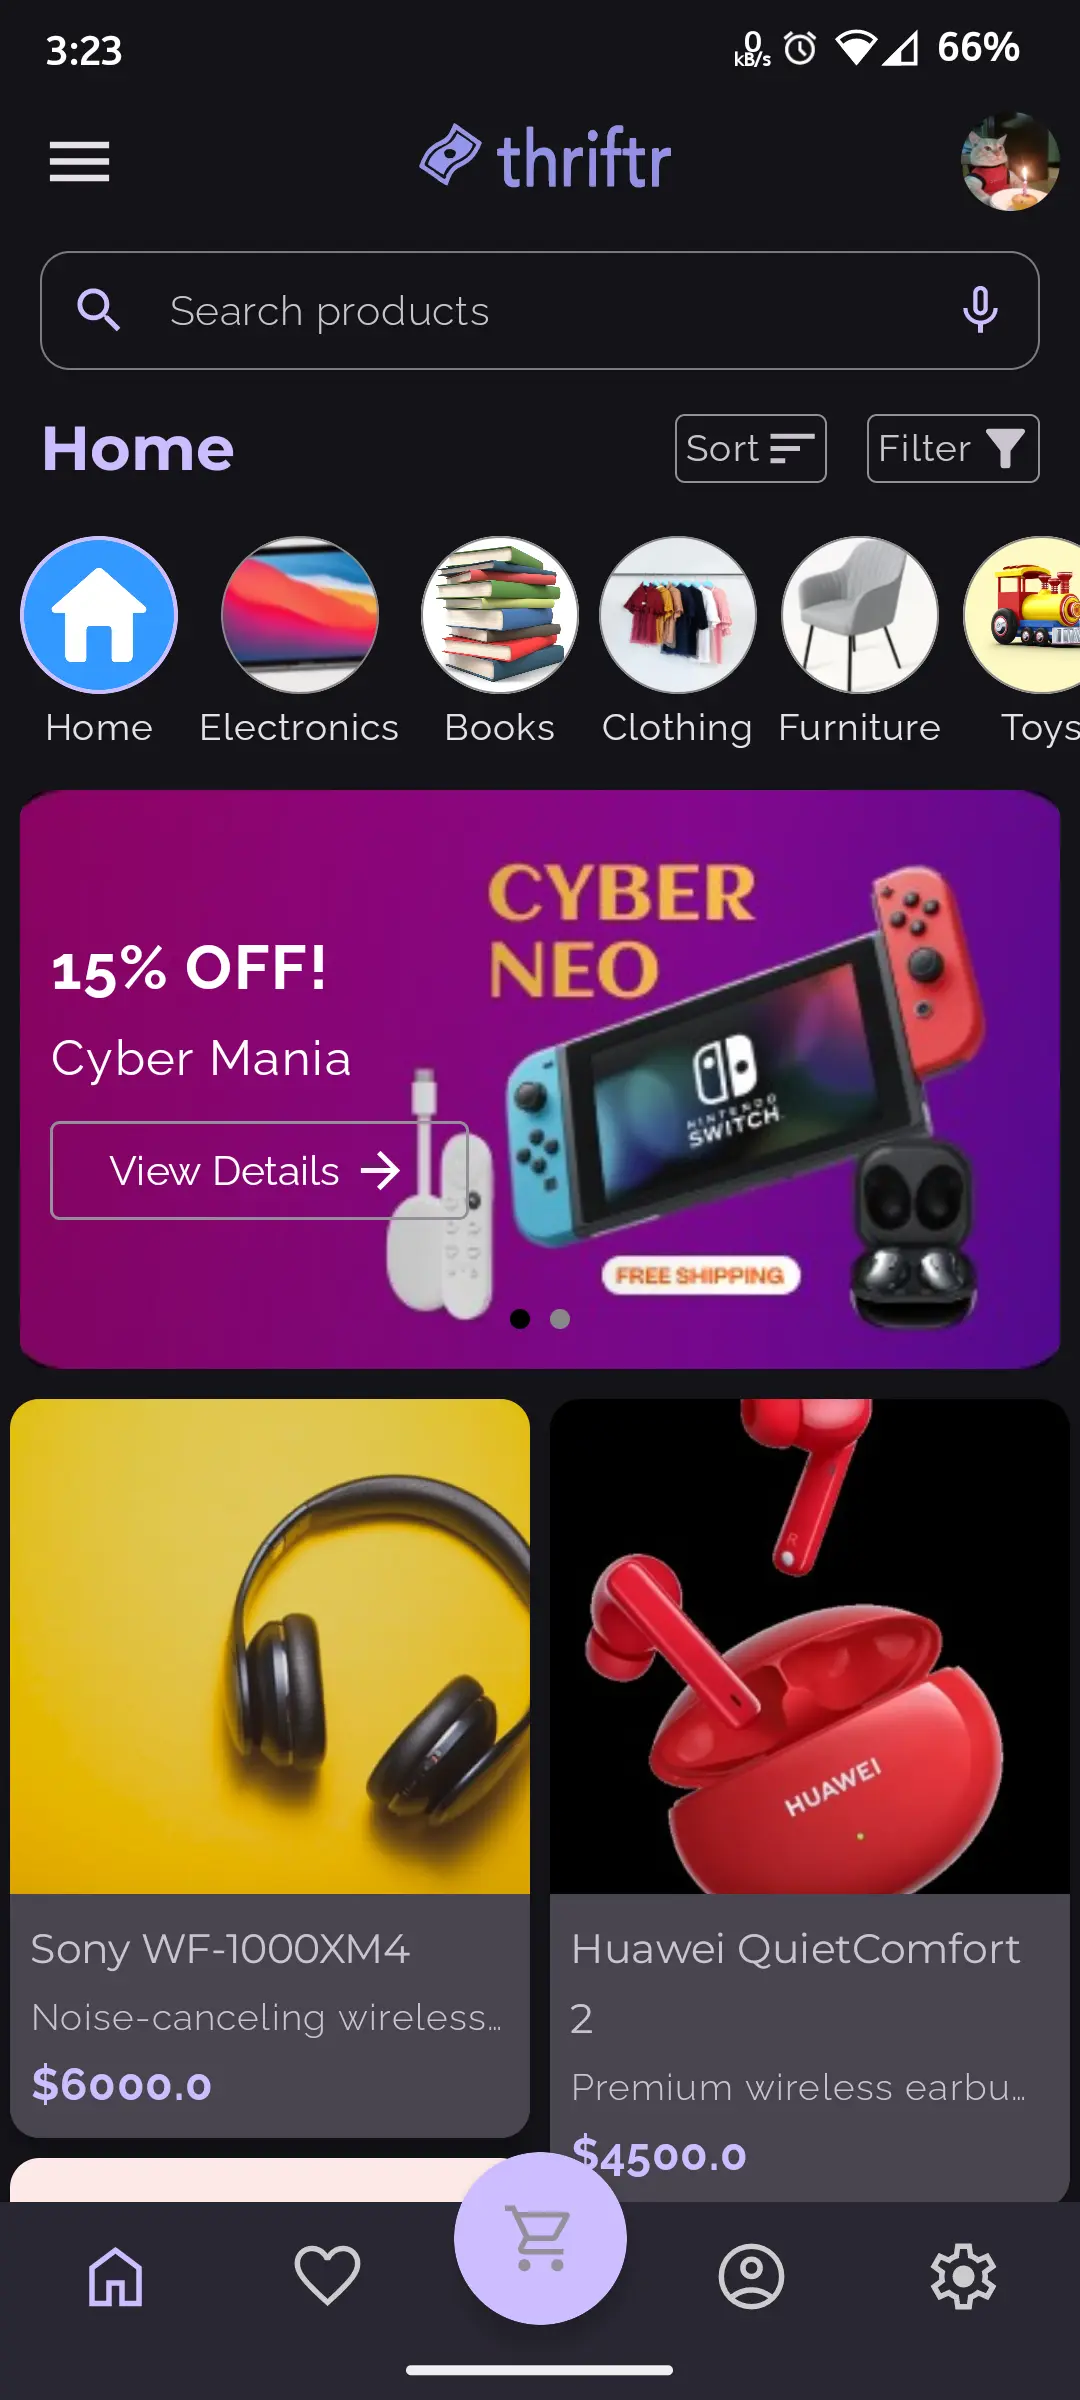 3:23
0
kB/s
66%
thriftr
Search products
Home
Sort
Filter
Home
Electronics
Books
Clothing
Furniture
Toys
CYBER
NEO
15% OFF!
Cyber Mania
View Details
NINTENDO
SWITCH
FREE SHIPPING
R
HUAWEI
Sony WF-1000XM4
Noise-canceling wireless...
$6000.0
Huawei QuietComfort
2
Premium wireless earbu...
$4500.0